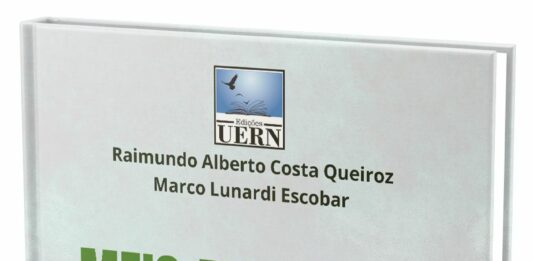 Edições
UERN
Raimundo Alberto Costa Queiroz
Marco Lunardi Escobar